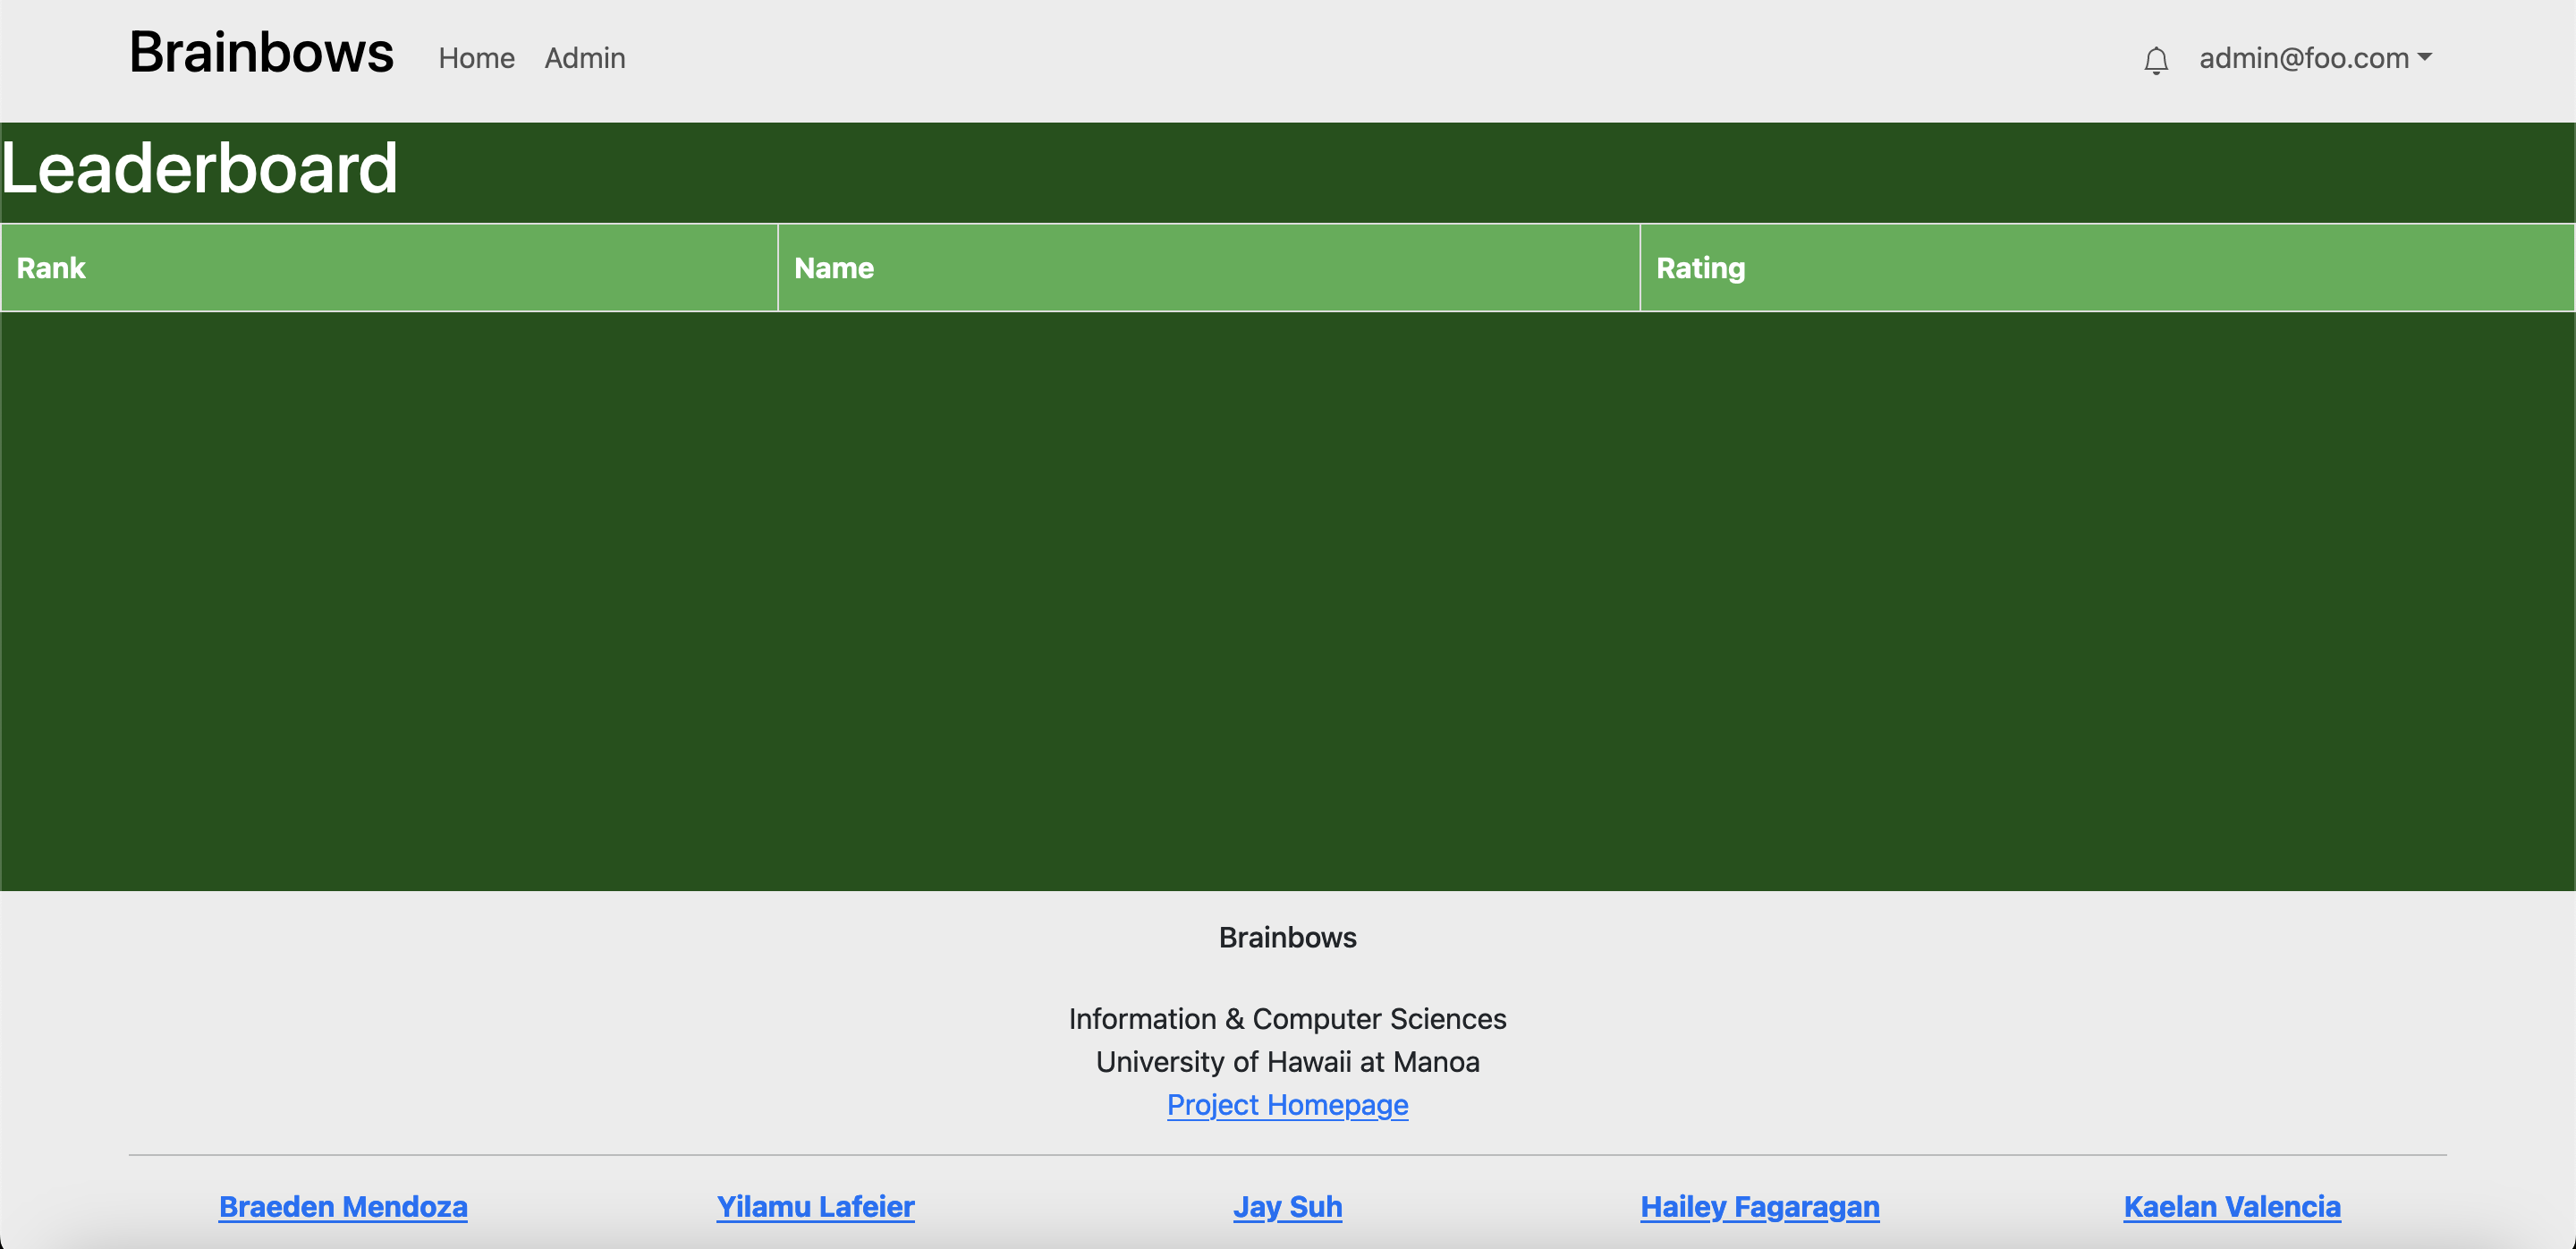 Brainbows Home Admin admin@foo.com
Leaderboard
Rank Name Rating
Brainbows
Information & Computer Sciences
University of Hawaii at Manoa
Project Homepage
Braeden Mendoza Yilamu Lafeier Jay Suh Hailey Fagaragan Kaelan Valencia